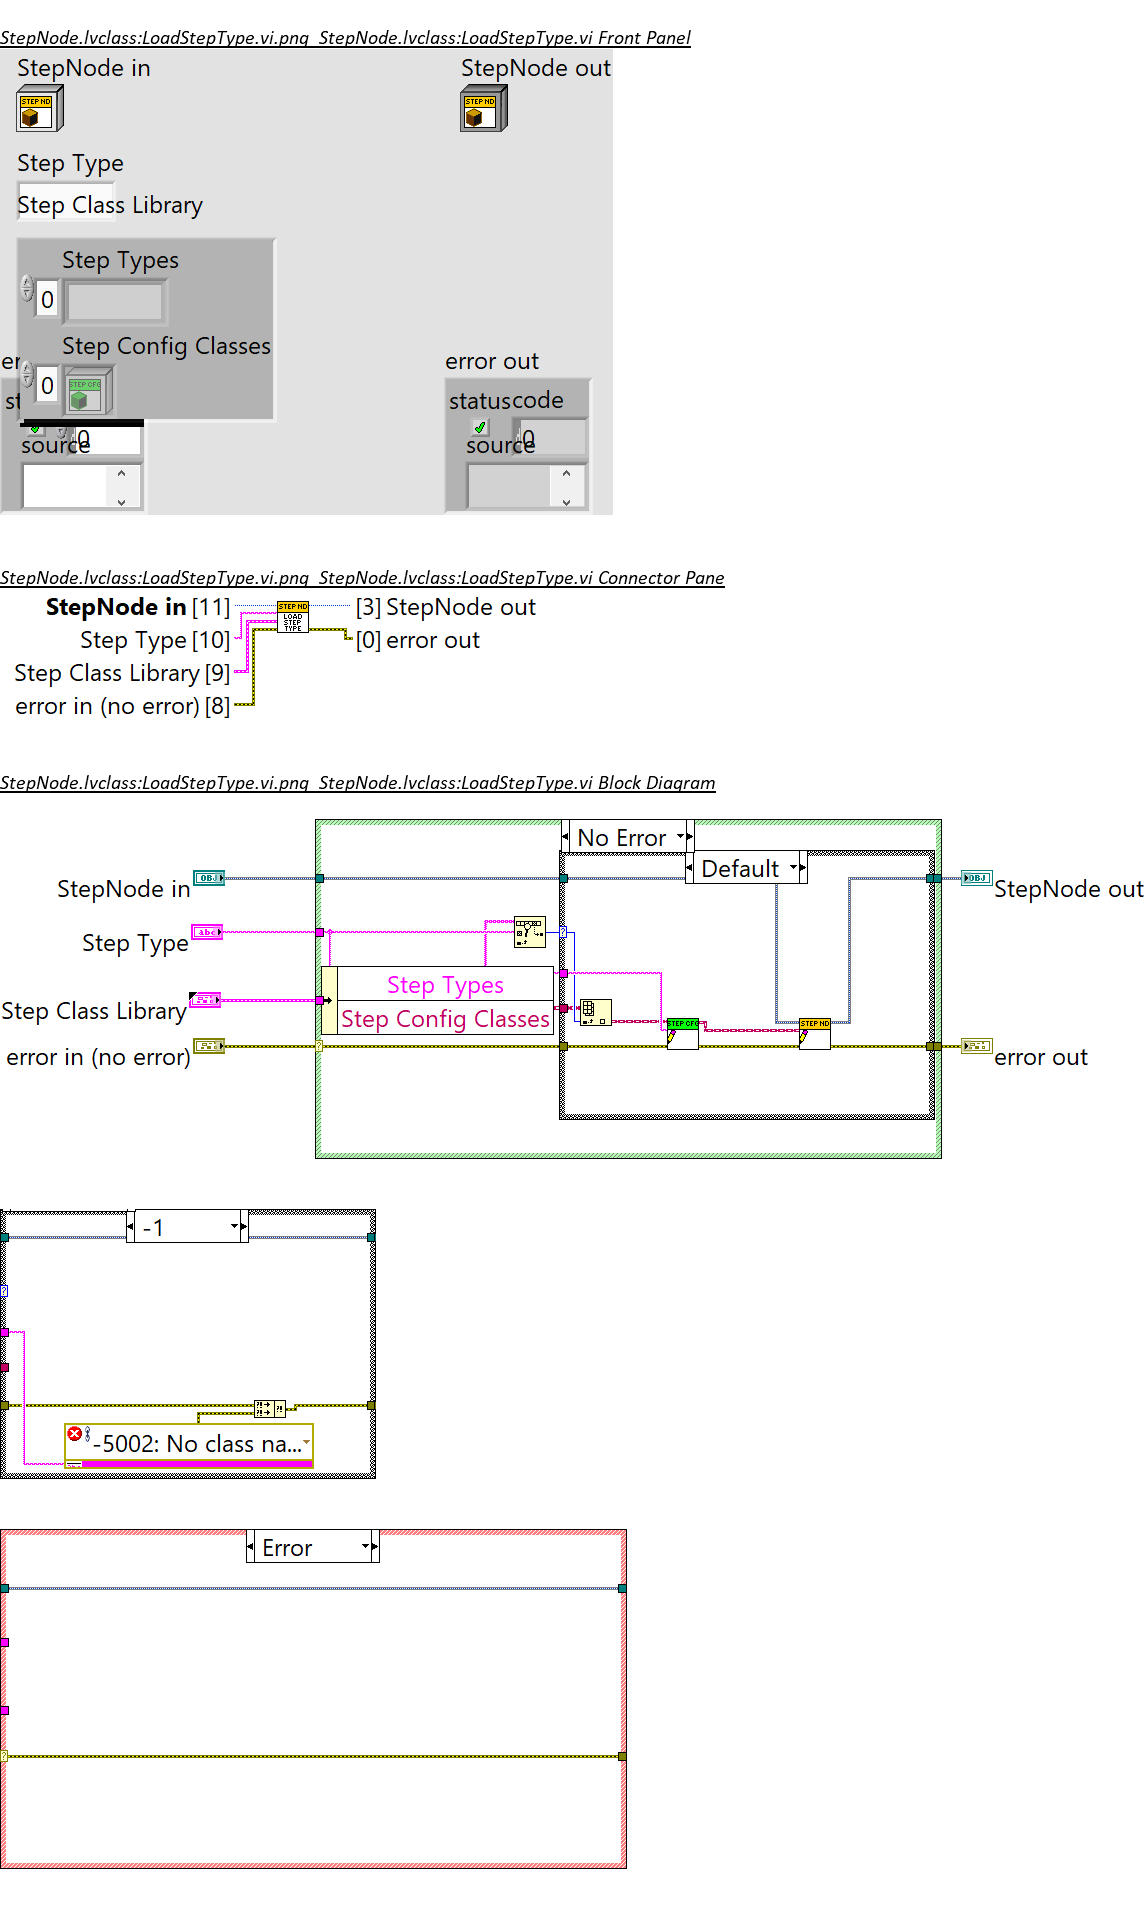 StepNode.lvclass:LoadStepType.vi.png StepNode.lvclass:LoadStepType.vi Front Panel
StepNode in
StepNode out
STEP ND
STEP ND
Step Type
Step Class Library
Step Types
0
Step Config Classes
0
STEP CFG
er
st
0
source
error out
status code
0
source
StepNode.lvclass:LoadStepType.vi.png StepNode.lvclass:LoadStepType.vi Connector Pane
StepNode in [11]
STEP ND
LOAD
STEP
TYPE
[3] StepNode out
Step Type [10]
[0] error out
Step Class Library [9]
error in (no error) [8]
StepNode.lvclass:LoadStepType.vi.png StepNode.lvclass:LoadStepType.vi Block Diagram
No Error
Default
StepNode in
OBJ
OBJ
StepNode out
Step Type
abc
?
Step Types
Step Class Library
Step Config Classes
STEP CFG
STEP ND
error in (no error)
?
error out
-1
?
-5002: No class na...
Error
?